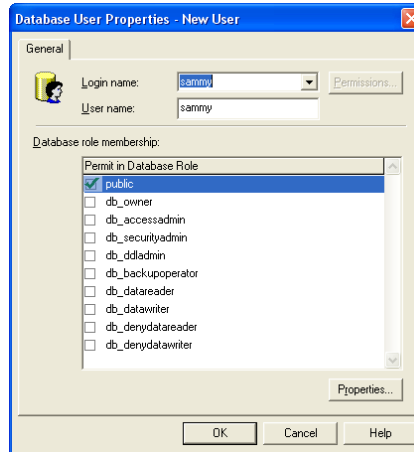 Database User Properties - New User
General
Login name: sammy Permissions...
User name: sammy
Database role membership:
Permit in Database Role
public
db_owner
db_accessadmin
db_securityadmin
db_ddladmin
db_backupoperator
db_datareader
db_datawriter
db_denydatareader
db_denydatawriter
Properties...
OK Cancel Help